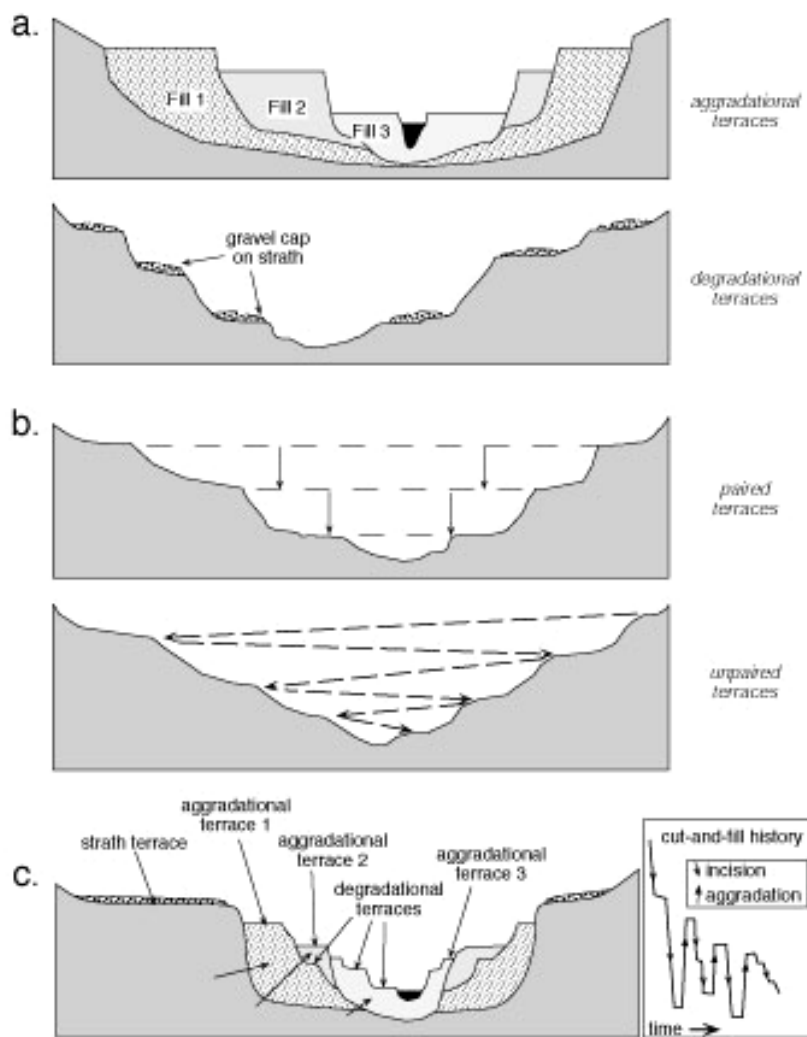 a.
Fill 1
Fill 2
Fill 3
aggradational
terraces
gravel cap
on strath
degradational
terraces
b.
paired
terraces
unpaired
terraces
c.
strath terrace
aggradational
terrace 1
aggradational
terrace 2
degradational
terraces
aggradational
terrace 3
cut-and-fill history
incision
aggradation
time